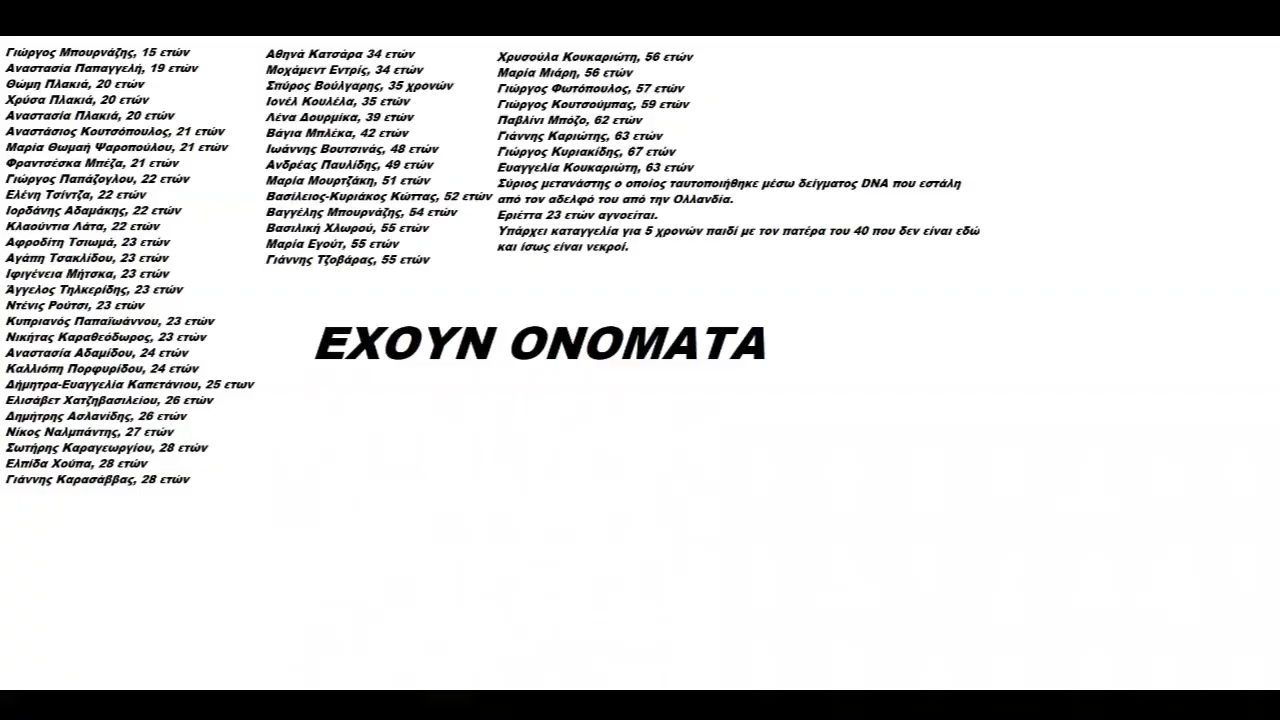 Γιώργος Μπουρνάζης, 15 ετών
Αναστασία Παπαγγελή, 19 ετών
Θώμη Πλακιά, 20 ετών
Χρύσα Πλακιά, 20 ετών
Αναστασία Πλακιά, 20 ετών
Αναστάσιος Κουτσόπουλος, 21 ετών
Μαρία Θωμαή Ψαροπούλου, 21 ετών
Φραντσέσκα Μπέζα, 21 ετών
Γιώργος Παπάζογλου, 22 ετών
Ελένη Τσίντζα, 22 ετών
Ιορδάνης Αδαμάκης, 22 ετών
Κλαούντια Λάτα, 22 ετών
Αφροδίτη Τσιωμά, 23 ετών
Αγάπη Τσακλίδου, 23 ετών
Ιφιγένεια Μήτσκα, 23 ετών
Άγγελος Τηλκερίδης, 23 ετών
Ντένις Ρούτσι, 23 ετών
Κυπριανός Παπαϊωάννου, 23 ετών
Νικήτας Καραθεόδωρος, 23 ετών
Αναστασία Αδαμίδου, 24 ετών
Καλλιόπη Πορφυρίδου, 24 ετών
Δήμητρα-Ευαγγελία Καπετάνιου, 25 ετων
Ελισάβετ Χατζηβασιλείου, 26 ετών
Δημήτρης Ασλανίδης, 26 ετών
Νίκος Ναλμπάντης, 27 ετών
Σωτήρης Καραγεωργίου, 28 ετών
Ελπίδα Χούπα, 28 ετών
Γιάννης Καρασάββας, 28 ετών
Αθηνά Κατσάρα 34 ετών
Μοχάμεντ Εντρίς, 34 ετών
Σπύρος Βούλγαρης, 35 χρονών
Ιονέλ Κουλέλα, 35 ετών
Λένα Δουρμίκα, 39 ετών
Βάγια Μπλέκα, 42 ετών
Ιωάννης Βουτσινάς, 48 ετών
Ανδρέας Παυλίδης, 49 ετών
Μαρία Μουρτζάκη, 51 ετών
Βασίλειος-Κυριάκος Κώττας, 52 ετών
Βαγγέλης Μπουρνάζης, 54 ετών
Βασιλική Χλωρού, 55 ετών
Μαρία Εγούτ, 55 ετών
Γιάννης Τζοβάρας, 55 ετών
Χρυσούλα Κουκαριώτη, 56 ετών
Μαρία Μιάρη, 56 ετών
Γιώργος Φωτόπουλος, 57 ετών
Γιώργος Κουτσούμπας, 59 ετών
Παβλίνι Μπόζο, 62 ετών
Γιάννης Καριώτης, 63 ετών
Γιώργος Κυριακίδης, 67 ετών
Ευαγγελία Κουκαριώτη, 63 ετών
Σύριος μετανάστης ο οποίος ταυτοποιήθηκε μέσω δείγματος DNA που εστάλη
από τον αδελφό του από την Ολλανδία.
Εριέττα 23 ετών αγνοείται.
Υπάρχει καταγγελία για 5 χρονών παιδί με τον πατέρα του 40 που δεν είναι εδώ
και ίσως είναι νεκροί.
ΕΧΟΥΝ ΟΝΟΜΑΤΑ